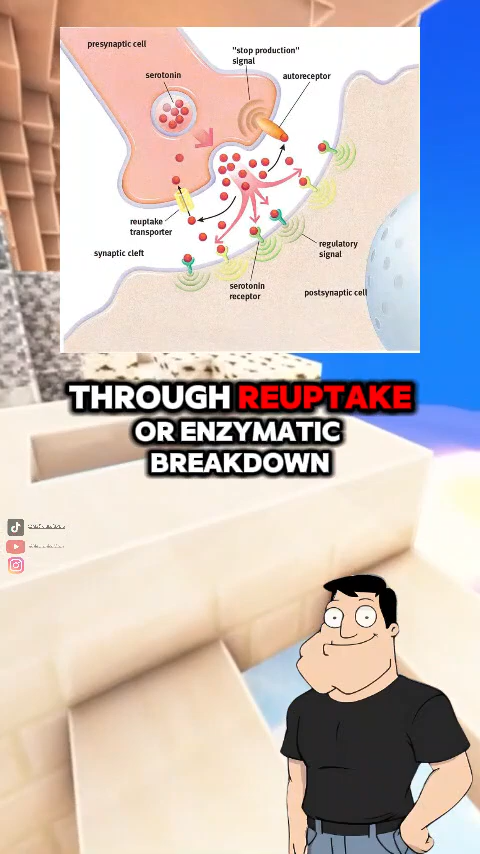 presynaptic cell
"stop production"
signal
serotonin
autoreceptor
reuptake
transporter
synaptic cleft
regulatory
signal
serotonin
receptor
postsynaptic cell
THROUGH REUPTAKE
OR ENZYMATIC
BREAKDOWN